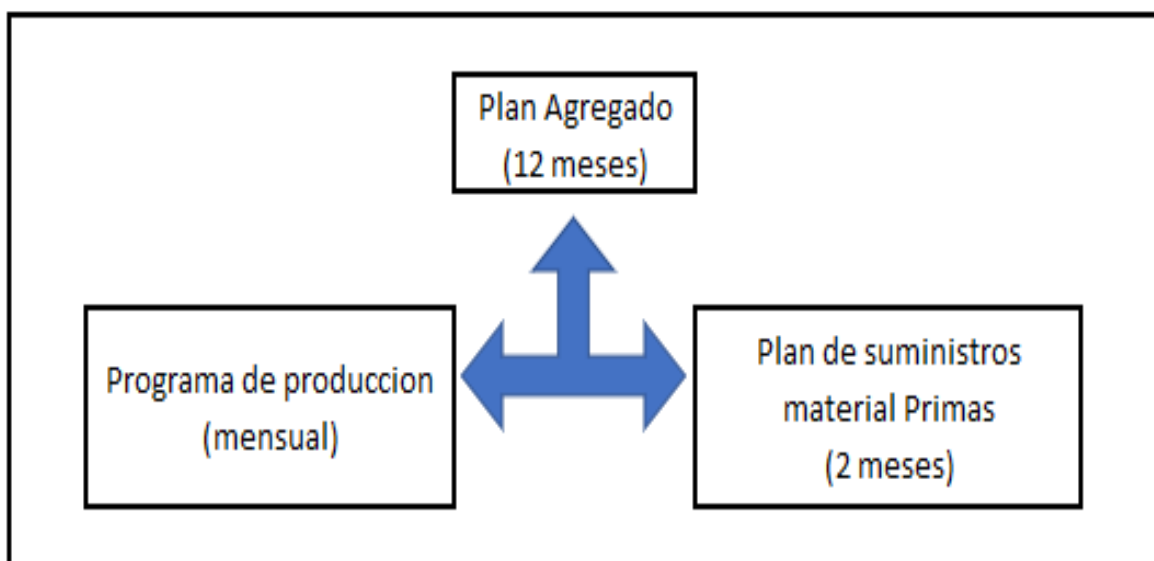 Plan Agregado
(12 meses)
Programa de produccion
(mensual)
Plan de suministros
material Primas
(2 meses)